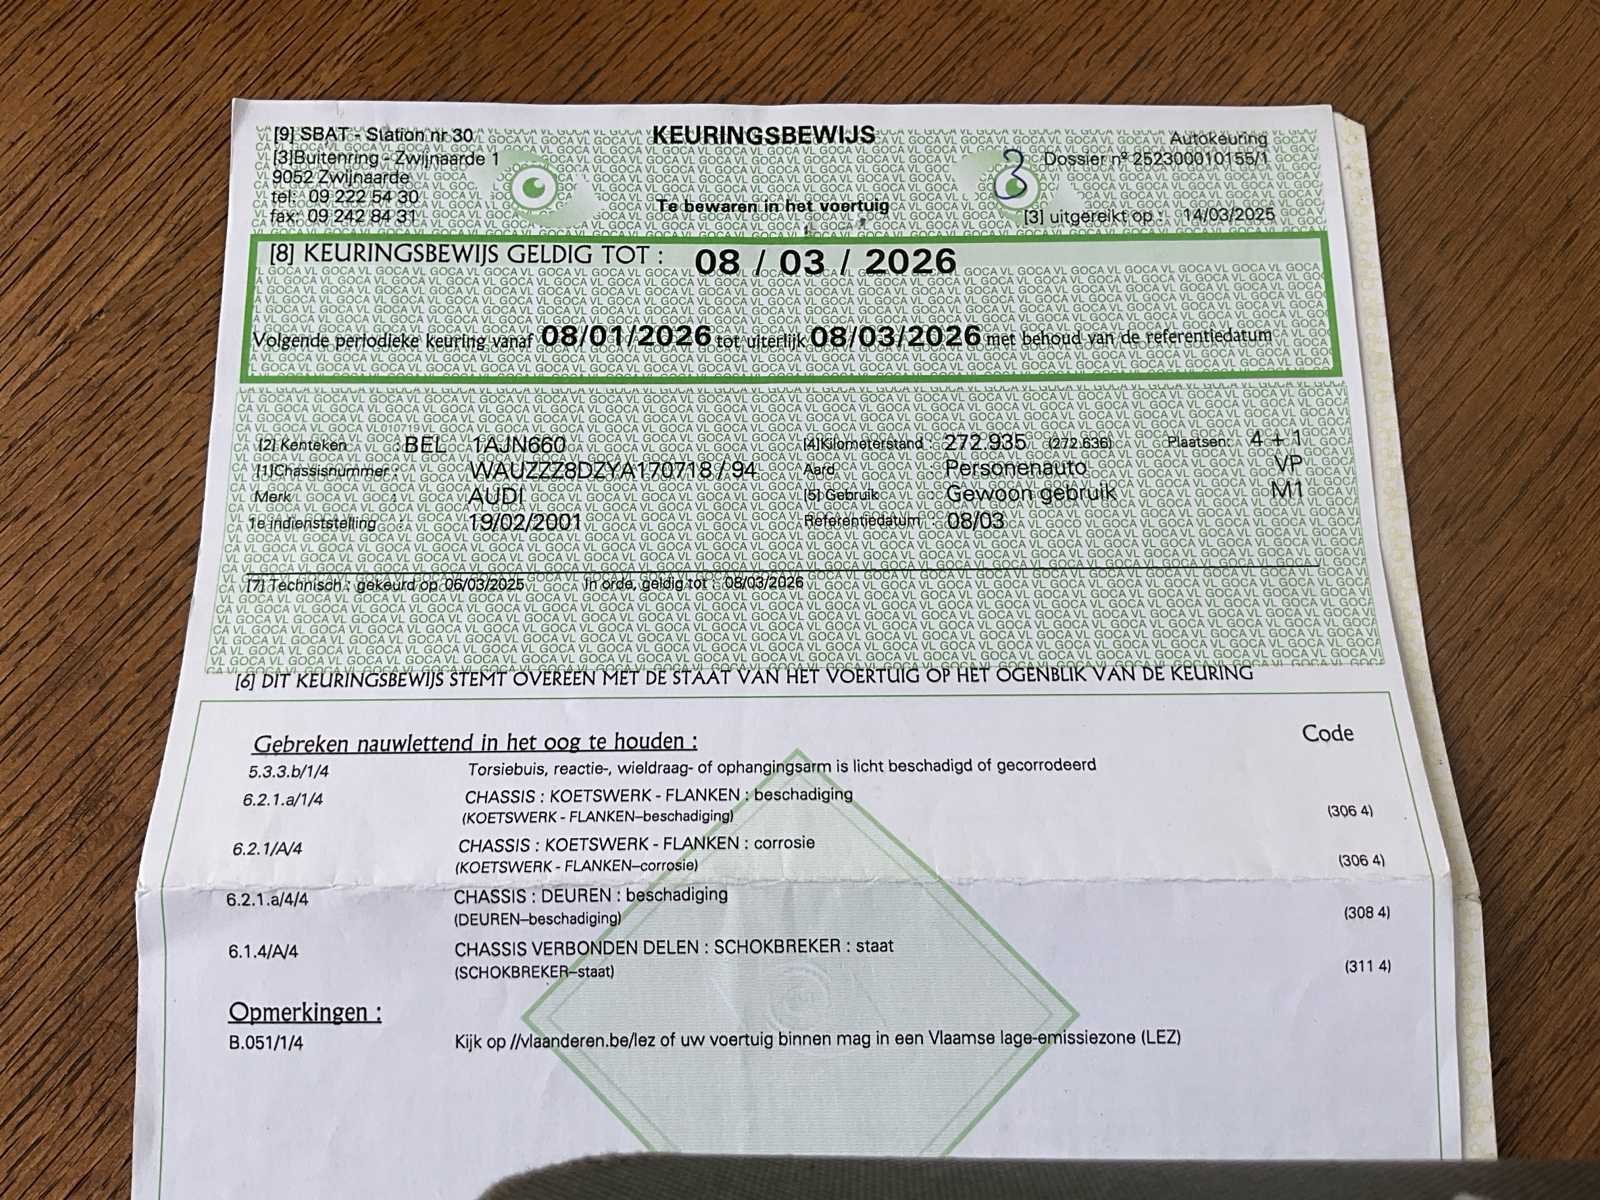 [9] SBAT - Station nr 30
[3]Buitenring - Zwijnaarde 1
9052 Zwijnaarde
tel: 09 222 54 30
fax: 09 242 84 31
KEURINGSBEWIJS
Te bewaren in het voertuig
3
Autokeuring
Dossier nº 252300010155/1
[3] uitgereikt op : 14/03/2025
[8] KEURINGSBEWIJS GELDIG TOT : 08 / 03 / 2026
Volgende periodieke keuring vanaf 08/01/2026 tot uiterlijk 08/03/2026 met behoud van de referentiedatum
[2] Kenteken : BEL 1AJN660
[1]Chassisnummer : WAUZZZ8DZYA170718 / 94
Merk : AUDI
1e indienststelling : 19/02/2001
[4]Kilometerstand : 272.935 (272.636) Plaatsen: 4 + 1
Aard : Personenauto VP
[5] Gebruik : Gewoon gebruik M1
Referentiedatum : 08/03
[7] Technisch : gekeurd op 06/03/2025 In orde, geldig tot : 08/03/2026
[6] DIT KEURINGSBEWIJS STEMT OVEREEN MET DE STAAT VAN HET VOERTUIG OP HET OGENBLIK VAN DE KEURING
Gebreken nauwlettend in het oog te houden : Code
5.3.3.b/1/4 Torsiebuis, reactie-, wieldraag- of ophangingsarm is licht beschadigd of gecorrodeerd
6.2.1.a/1/4 CHASSIS : KOETSWERK - FLANKEN : beschadiging
(KOETSWERK - FLANKEN–beschadiging) (306 4)
6.2.1/A/4 CHASSIS : KOETSWERK - FLANKEN : corrosie
(KOETSWERK - FLANKEN–corrosie) (306 4)
6.2.1.a/4/4 CHASSIS : DEUREN : beschadiging
(DEUREN–beschadiging) (308 4)
6.1.4/A/4 CHASSIS VERBONDEN DELEN : SCHOKBREKER : staat
(SCHOKBREKER–staat) (311 4)
Opmerkingen :
B.051/1/4 Kijk op //vlaanderen.be/lez of uw voertuig binnen mag in een Vlaamse lage-emissiezone (LEZ)